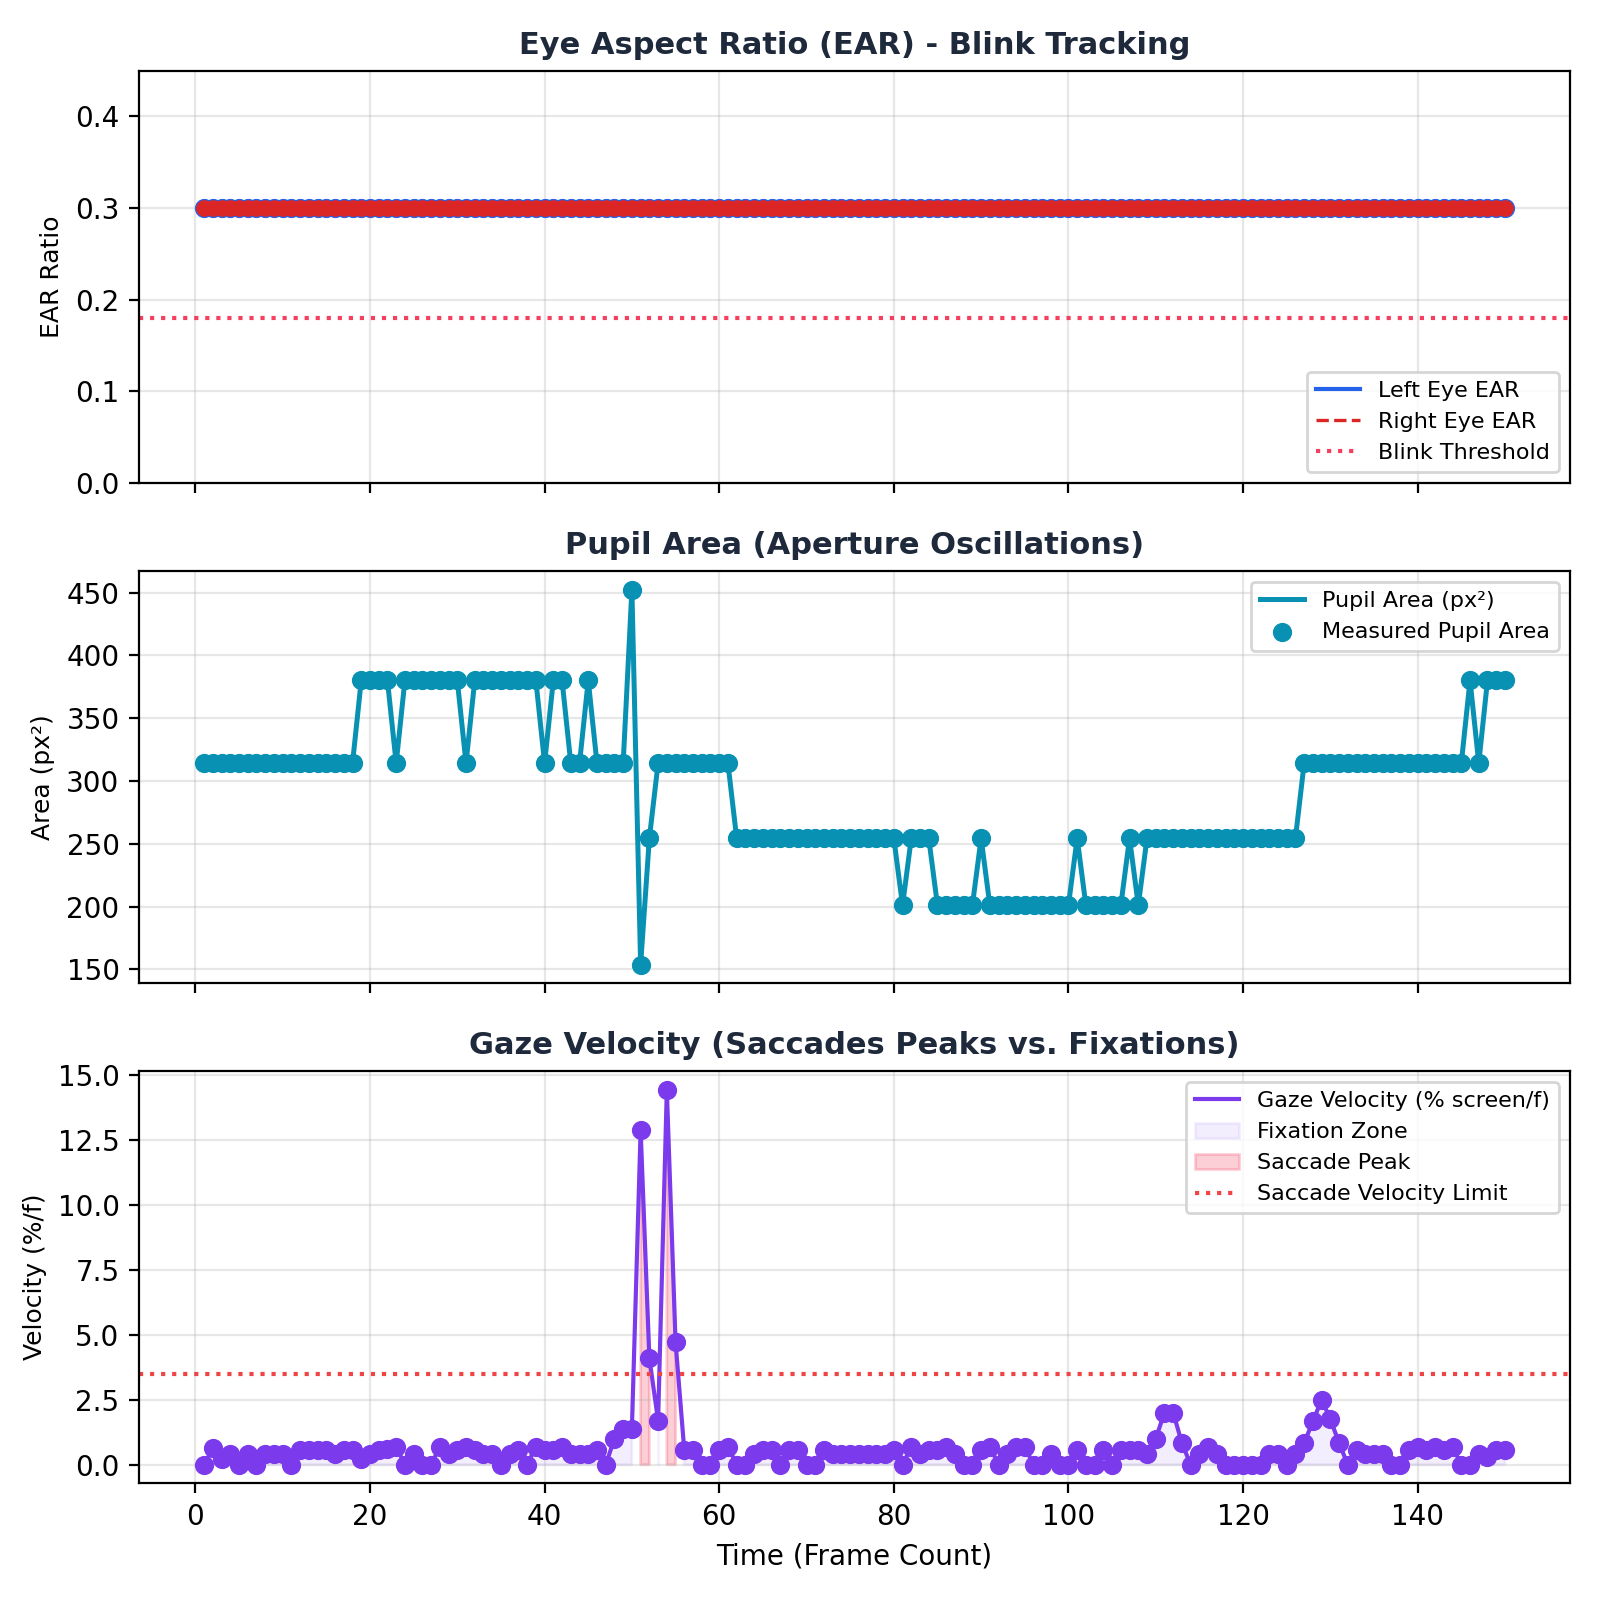 Eye Aspect Ratio (EAR) - Blink Tracking
EAR Ratio
0.4
0.3
0.2
0.1
0.0
Left Eye EAR
Right Eye EAR
Blink Threshold
Pupil Area (Aperture Oscillations)
Area (px²)
450
400
350
300
250
200
150
Pupil Area (px²)
Measured Pupil Area
Gaze Velocity (Saccades Peaks vs. Fixations)
Velocity (%/f)
15.0
12.5
10.0
7.5
5.0
2.5
0.0
Gaze Velocity (% screen/f)
Fixation Zone
Saccade Peak
Saccade Velocity Limit
0 20 40 60 80 100 120 140
Time (Frame Count)